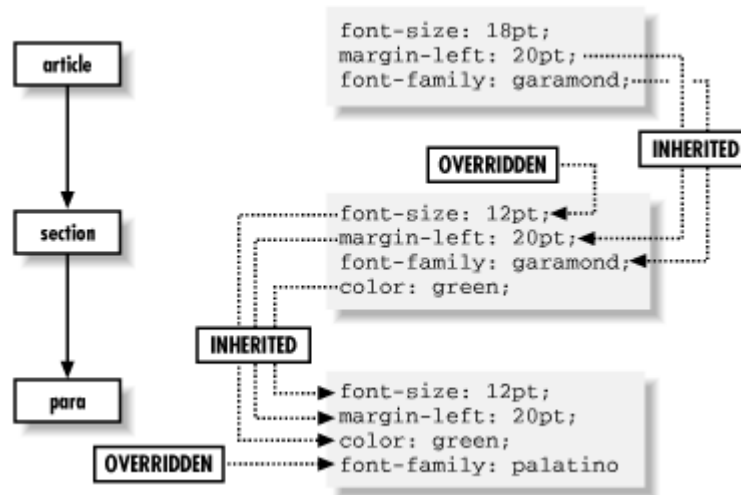 font-size: 18pt;
margin-left: 20pt;
font-family: garamond;
article
INHERITED
OVERRIDDEN
font-size: 12pt;
margin-left: 20pt;
font-family: garamond;
color: green;
section
INHERITED
font-size: 12pt;
margin-left: 20pt;
color: green;
font-family: palatino
para
OVERRIDDEN